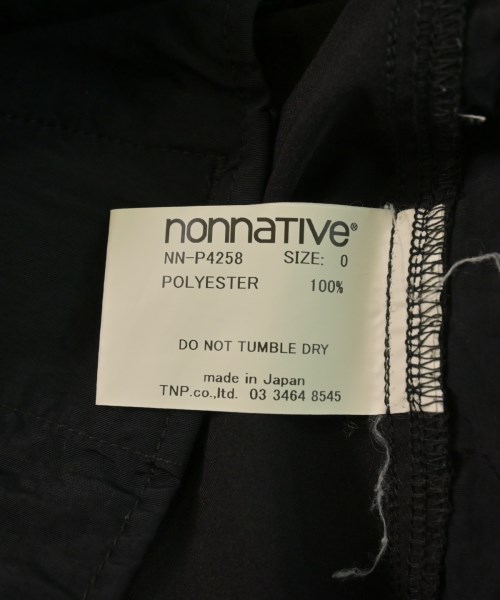 nonnative®
NN-P4258 SIZE: 0
POLYESTER 100%
DO NOT TUMBLE DRY
made in Japan
TNP.co,.ltd. 03 3464 8545